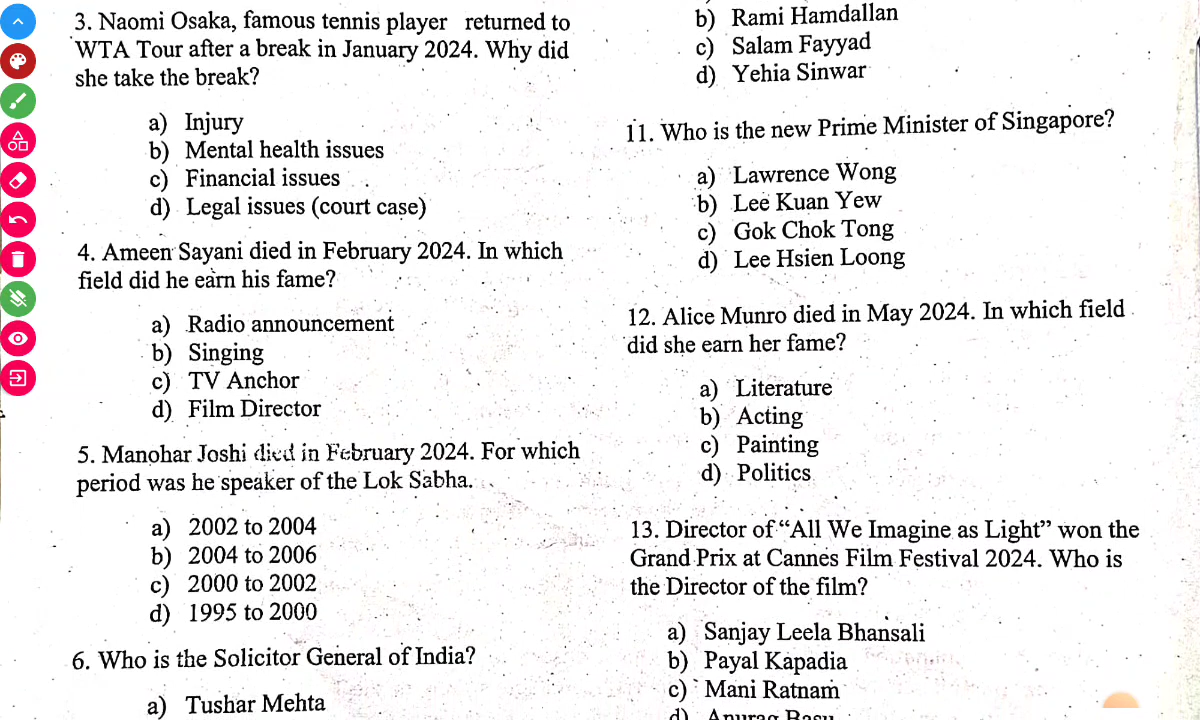 3. Naomi Osaka, famous tennis player returned to
WTA Tour after a break in January 2024. Why did
she take the break?
a) Injury
b) Mental health issues
c) Financial issues
d) Legal issues (court case)
4. Ameen Sayani died in February 2024. In which
field did he earn his fame?
a) Radio announcement
b) Singing
c) TV Anchor
d) Film Director
5. Manohar Joshi died in February 2024. For which
period was he speaker of the Lok Sabha.
a) 2002 to 2004
b) 2004 to 2006
c) 2000 to 2002
d) 1995 to 2000
6. Who is the Solicitor General of India?
a) Tushar Mehta
b) Rami Hamdallan
c) Salam Fayyad
d) Yehia Sinwar
11. Who is the new Prime Minister of Singapore?
a) Lawrence Wong
b) Lee Kuan Yew
c) Gok Chok Tong
d) Lee Hsien Loong
12. Alice Munro died in May 2024. In which field
did she earn her fame?
a) Literature
b) Acting
c) Painting
d) Politics
13. Director of “All We Imagine as Light” won the
Grand Prix at Cannes Film Festival 2024. Who is
the Director of the film?
a) Sanjay Leela Bhansali
b) Payal Kapadia
c) Mani Ratnam
d) Anurag Basu